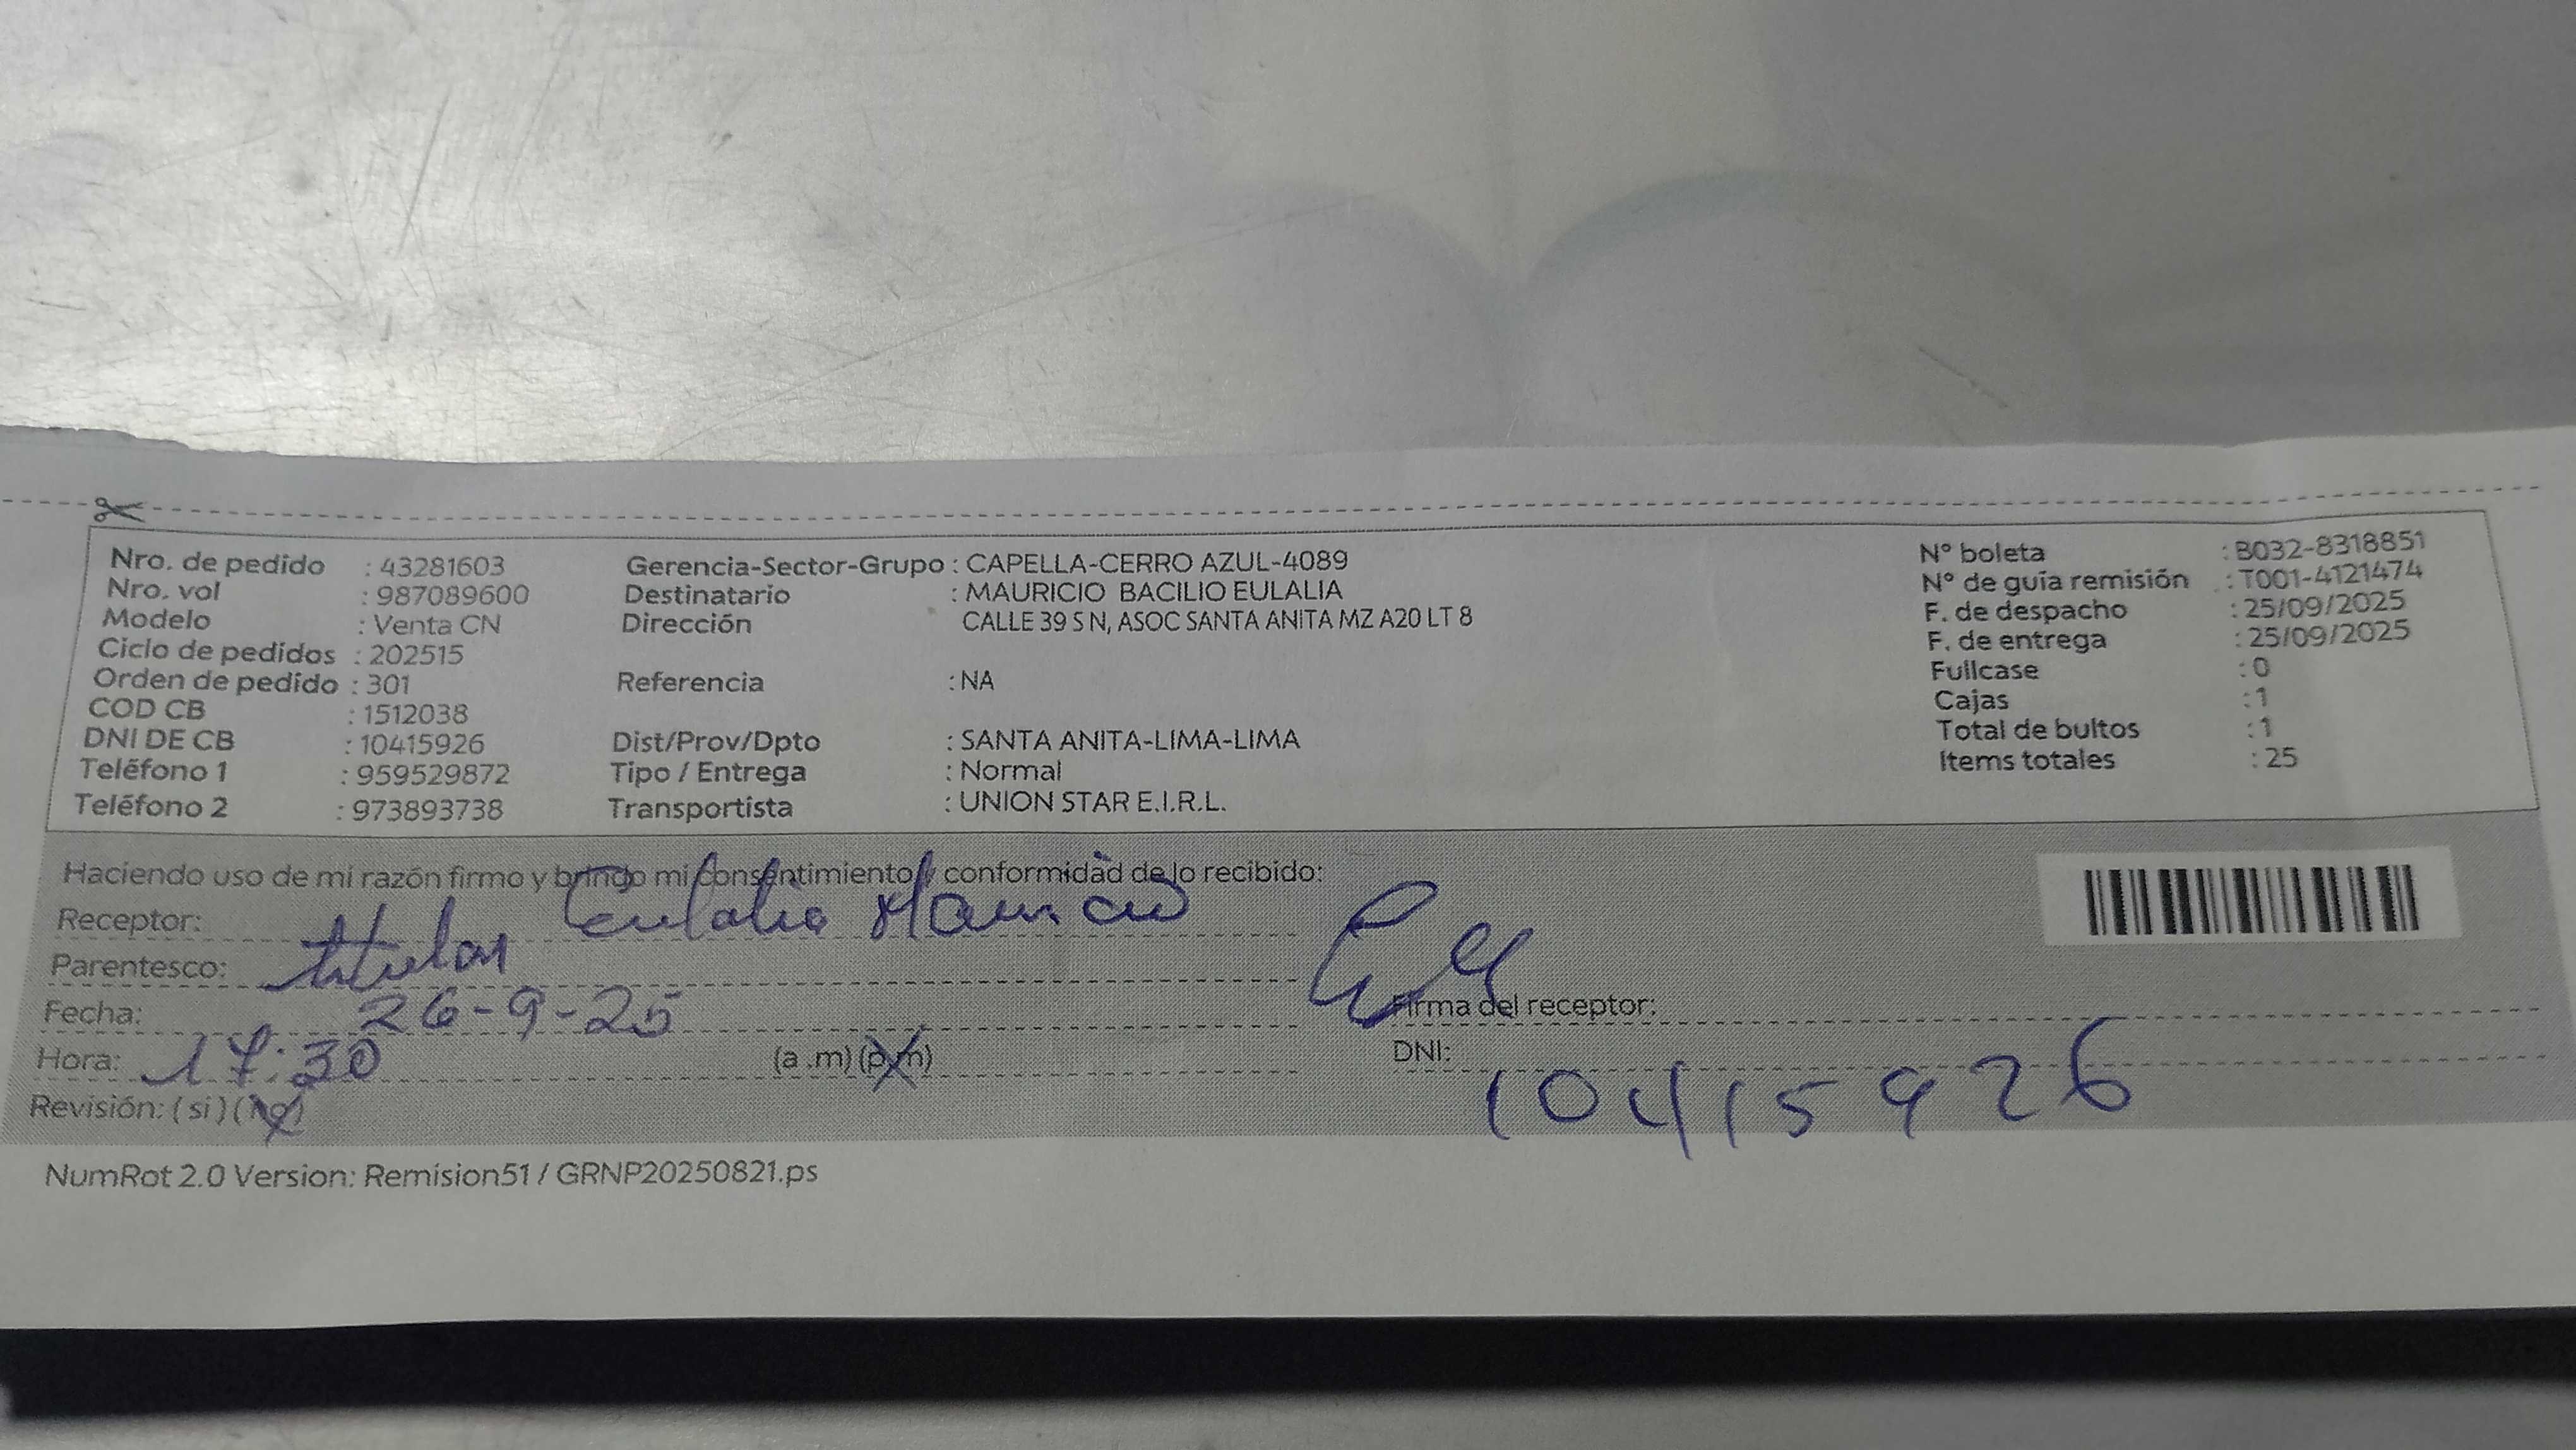 Nro. de pedido : 43281603 Gerencia-Sector-Grupo : CAPELLA-CERRO AZUL-4089 N° boleta : B032-8318851
Nro. vol : 987089600 Destinatario : MAURICIO BACILIO EULALIA N° de guía remisión : T001-4121474
Modelo : Venta CN Dirección CALLE 39 S N, ASOC SANTA ANITA MZ A20 LT 8 F. de despacho : 25/09/2025
Ciclo de pedidos : 202515 F. de entrega : 25/09/2025
Orden de pedido : 301 Referencia : NA Fullcase : 0
COD CB : 1512038 Cajas : 1
DNI DE CB : 10415926 Dist/Prov/Dpto : SANTA ANITA-LIMA-LIMA Total de bultos : 1
Teléfono 1 : 959529872 Tipo / Entrega : Normal Items totales : 25
Teléfono 2 : 973893738 Transportista : UNION STAR E.I.R.L.
Haciendo uso de mi razón firmo y brindo mi consentimiento y conformidad de lo recibido:
Receptor: Eulalia Mauricio
Parentesco: titular
Fecha: 26-9-25 Firma del receptor:
Hora: 17:30 (a .m) (p.m) DNI: 10415926
Revisión: ( si ) ( no )
NumRot 2.0 Version: Remision51 / GRNP20250821.ps